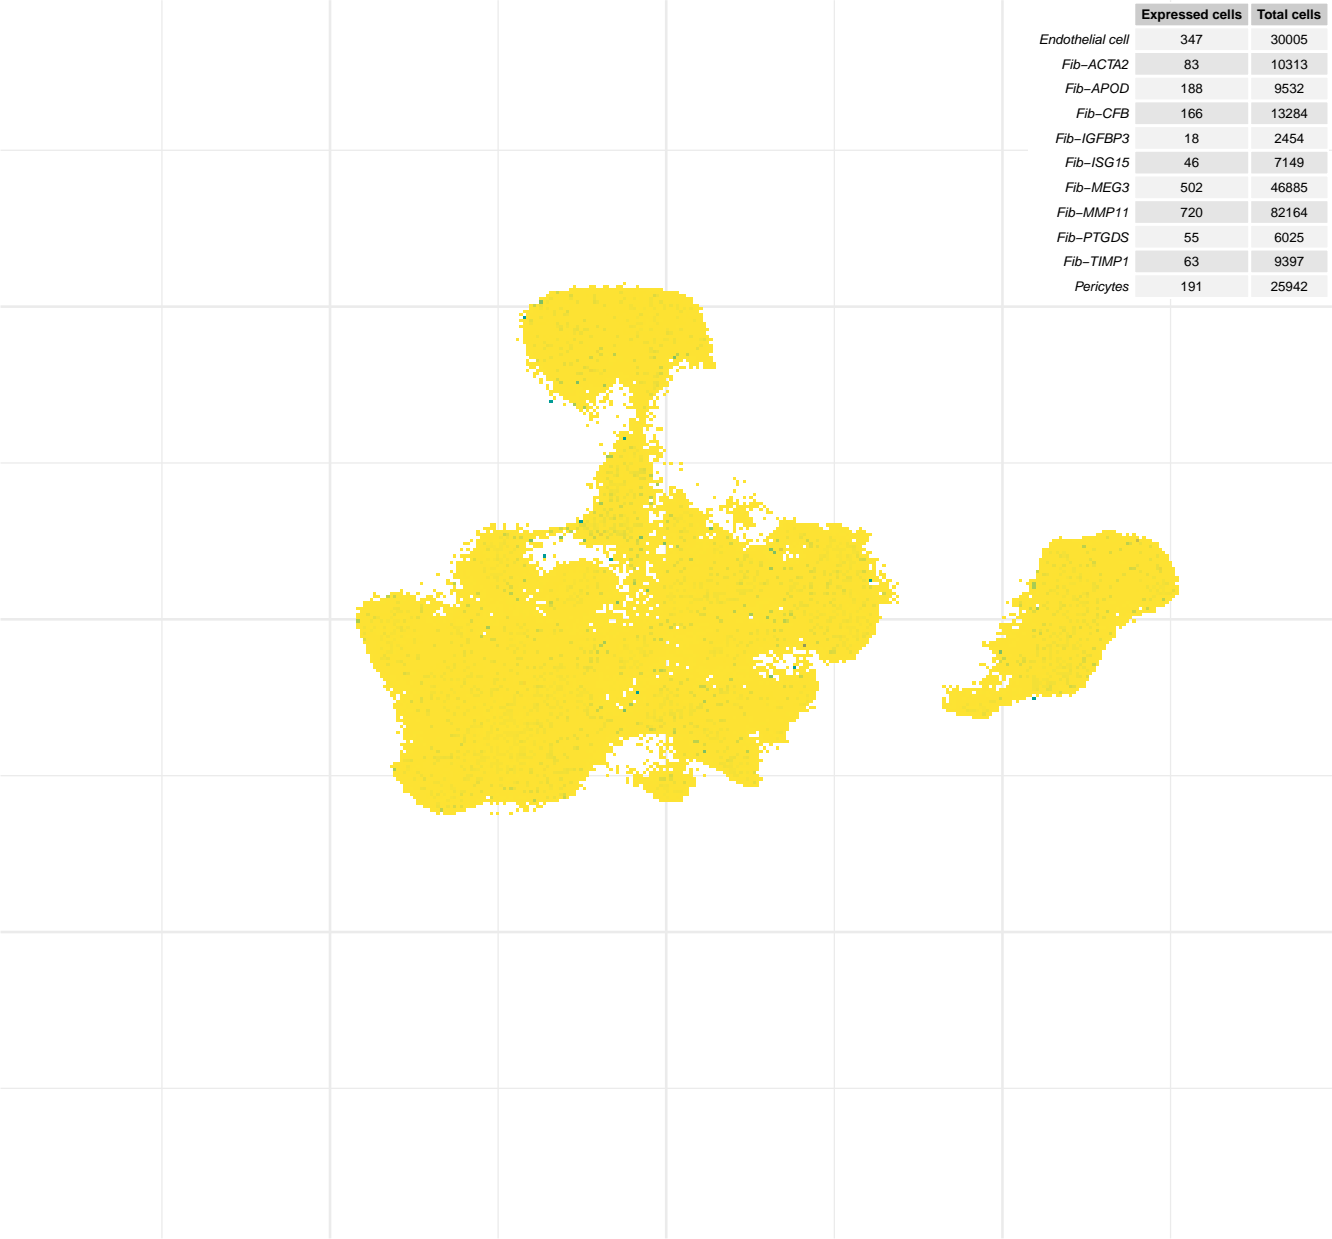 Expressed cells Total cells
Endothelial cell 347 30005
Fib−ACTA2 83 10313
Fib−APOD 188 9532
Fib−CFB 166 13284
Fib−IGFBP3 18 2454
Fib−ISG15 46 7149
Fib−MEG3 502 46885
Fib−MMP11 720 82164
Fib−PTGDS 55 6025
Fib−TIMP1 63 9397
Pericytes 191 25942